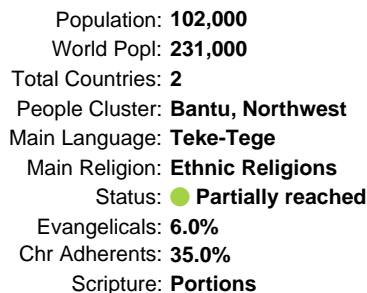 Population: 102,000
World Popl: 231,000
Total Countries: 2
People Cluster: Bantu, Northwest
Main Language: Teke-Tege
Main Religion: Ethnic Religions
Status: Partially reached
Evangelicals: 6.0%
Chr Adherents: 35.0%
Scripture: Portions